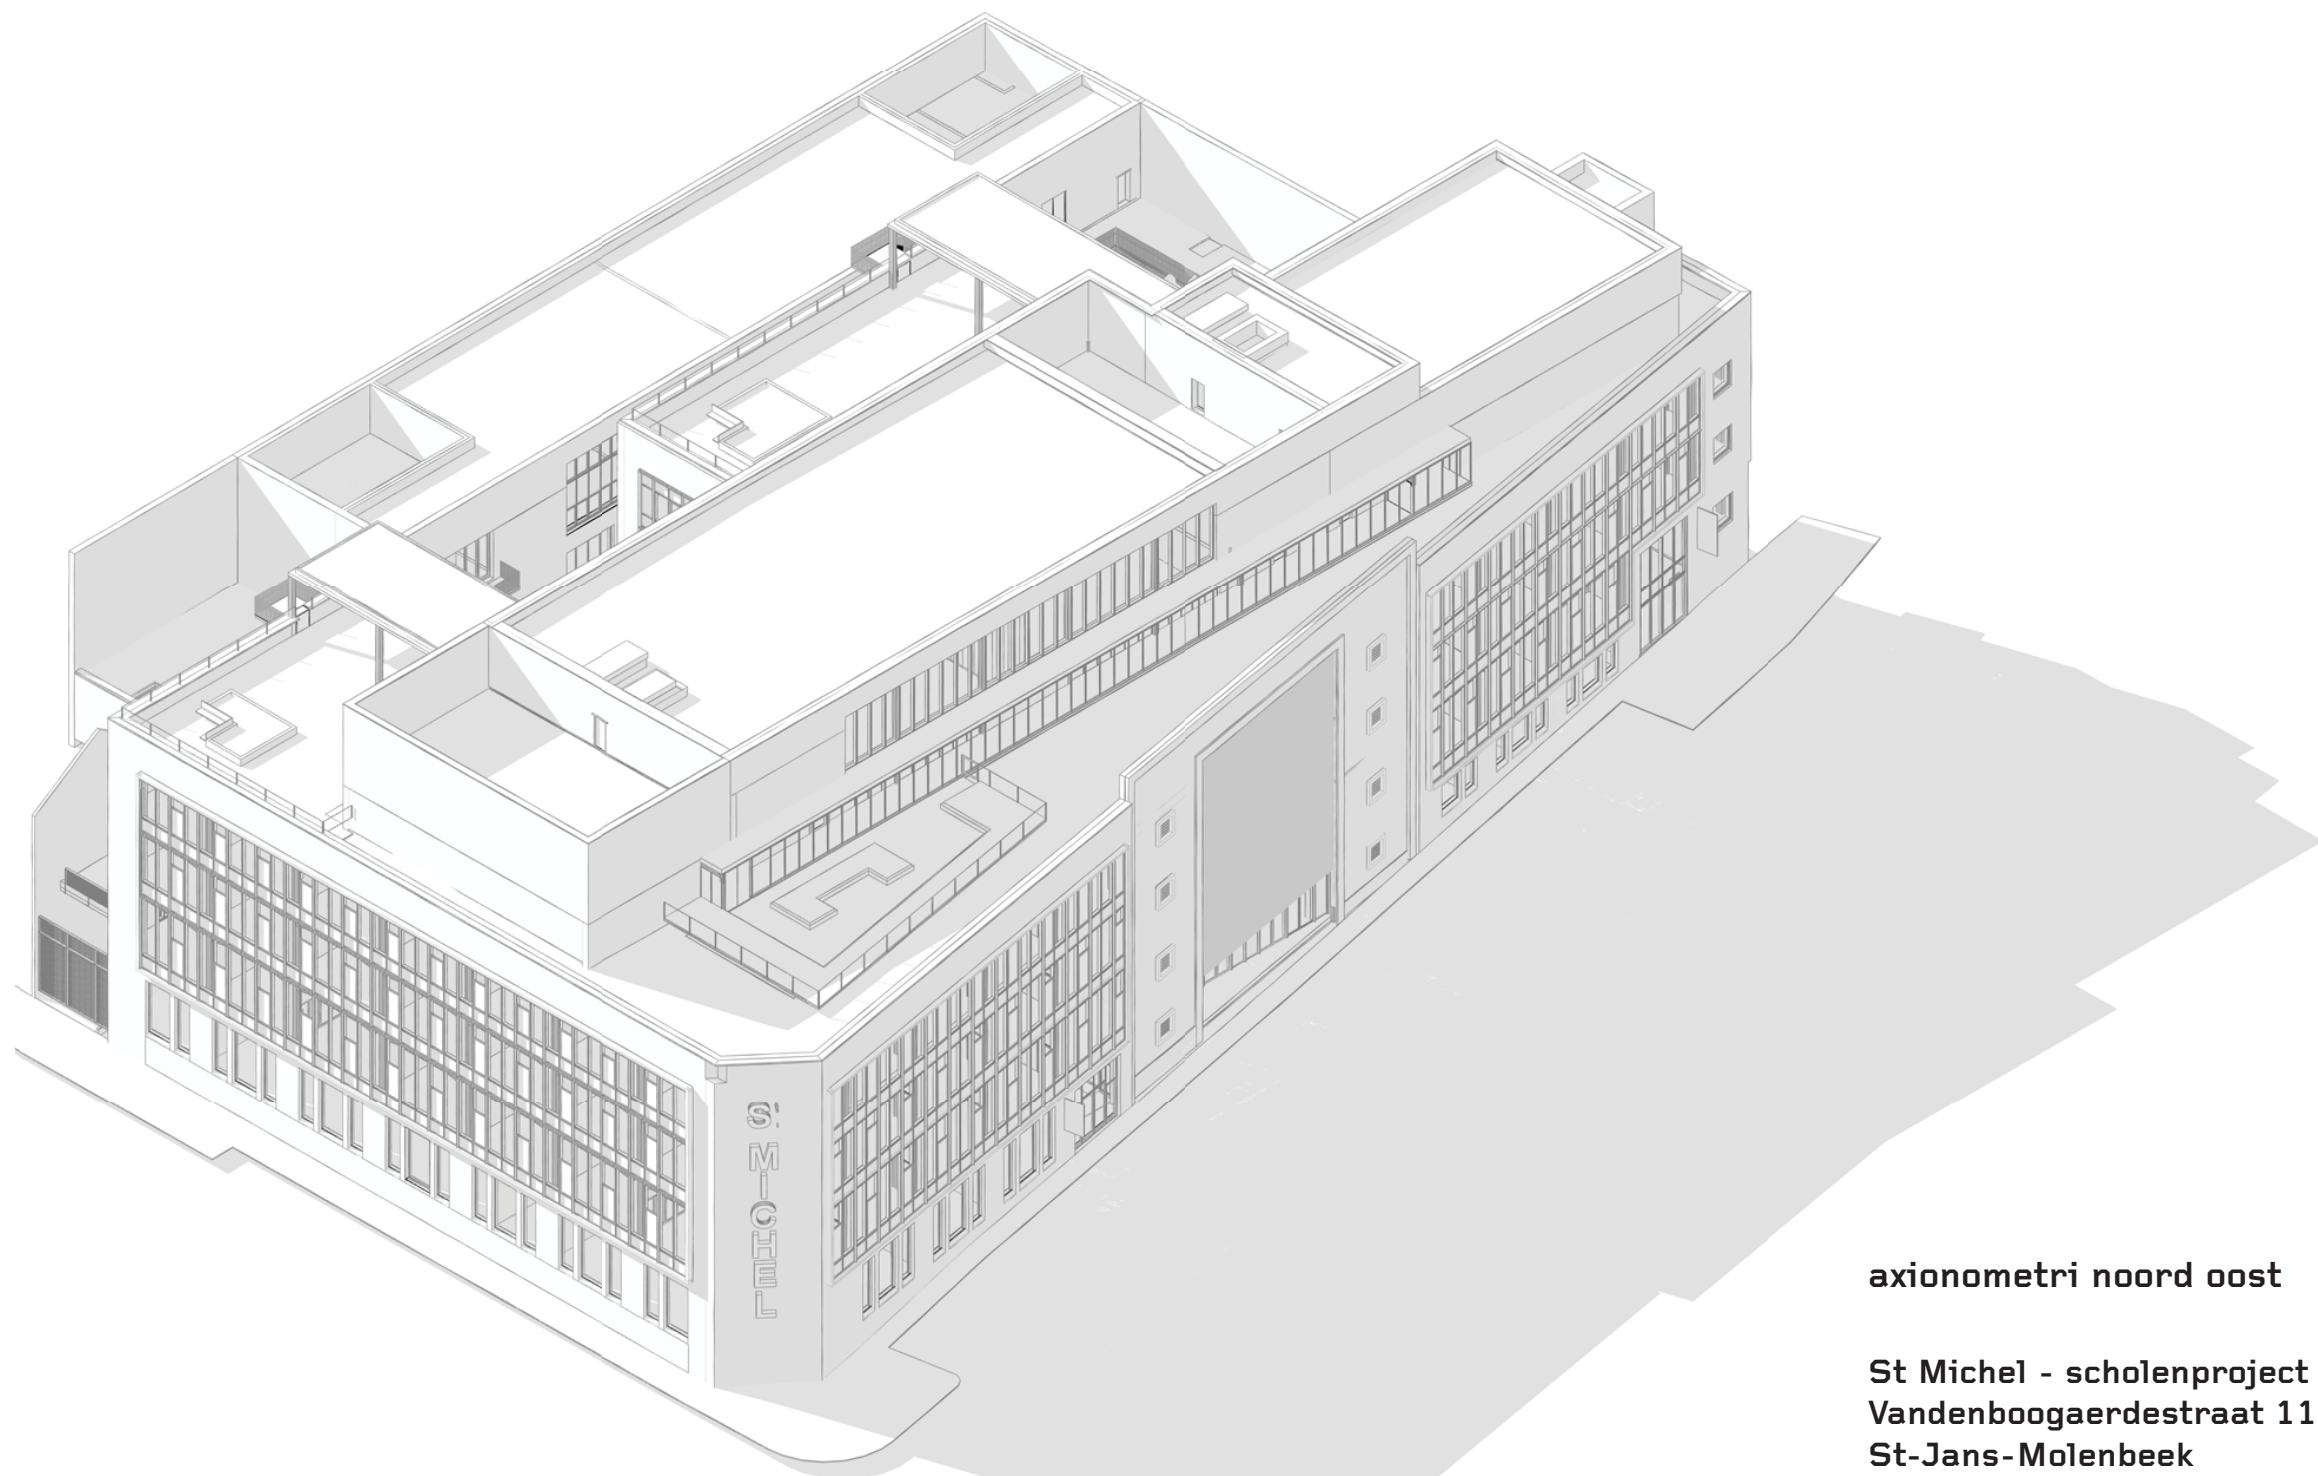 ST MICHEL
axionometri noord oost
St Michel - scholenproject
Vandenboogaerdestraat 11
St-Jans-Molenbeek